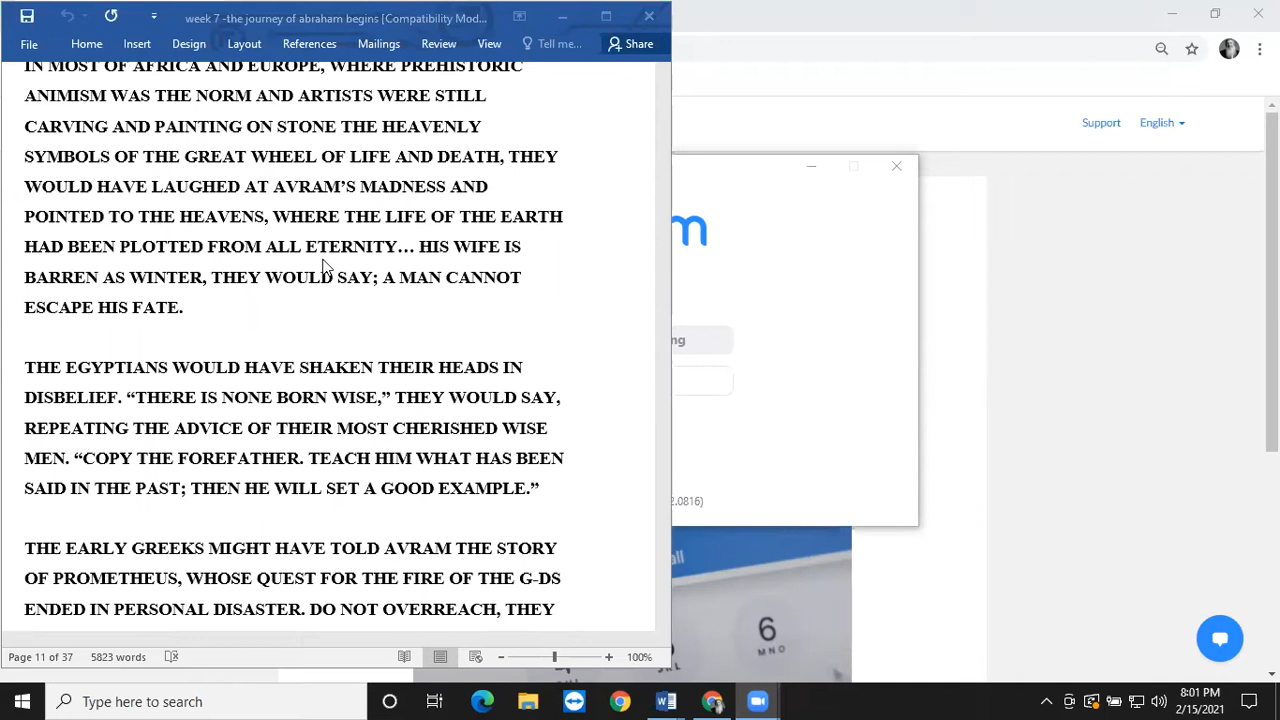 week 7 -the journey of abraham begins [Compatibility Mod...
File Home Insert Design Layout References Mailings Review View Tell me... Share
IN MOST OF AFRICA AND EUROPE, WHERE PREHISTORIC
ANIMISM WAS THE NORM AND ARTISTS WERE STILL
CARVING AND PAINTING ON STONE THE HEAVENLY
SYMBOLS OF THE GREAT WHEEL OF LIFE AND DEATH, THEY
WOULD HAVE LAUGHED AT AVRAM’S MADNESS AND
POINTED TO THE HEAVENS, WHERE THE LIFE OF THE EARTH
HAD BEEN PLOTTED FROM ALL ETERNITY… HIS WIFE IS
BARREN AS WINTER, THEY WOULD SAY; A MAN CANNOT
ESCAPE HIS FATE.
THE EGYPTIANS WOULD HAVE SHAKEN THEIR HEADS IN
DISBELIEF. “THERE IS NONE BORN WISE,” THEY WOULD SAY,
REPEATING THE ADVICE OF THEIR MOST CHERISHED WISE
MEN. “COPY THE FOREFATHER. TEACH HIM WHAT HAS BEEN
SAID IN THE PAST; THEN HE WILL SET A GOOD EXAMPLE.”
THE EARLY GREEKS MIGHT HAVE TOLD AVRAM THE STORY
OF PROMETHEUS, WHOSE QUEST FOR THE FIRE OF THE G-DS
ENDED IN PERSONAL DISASTER. DO NOT OVERREACH, THEY
Page 11 of 37 5823 words 100%
Support English
m
ng
2.0816)
all
6
MNO
Type here to search
8:01 PM
2/15/2021